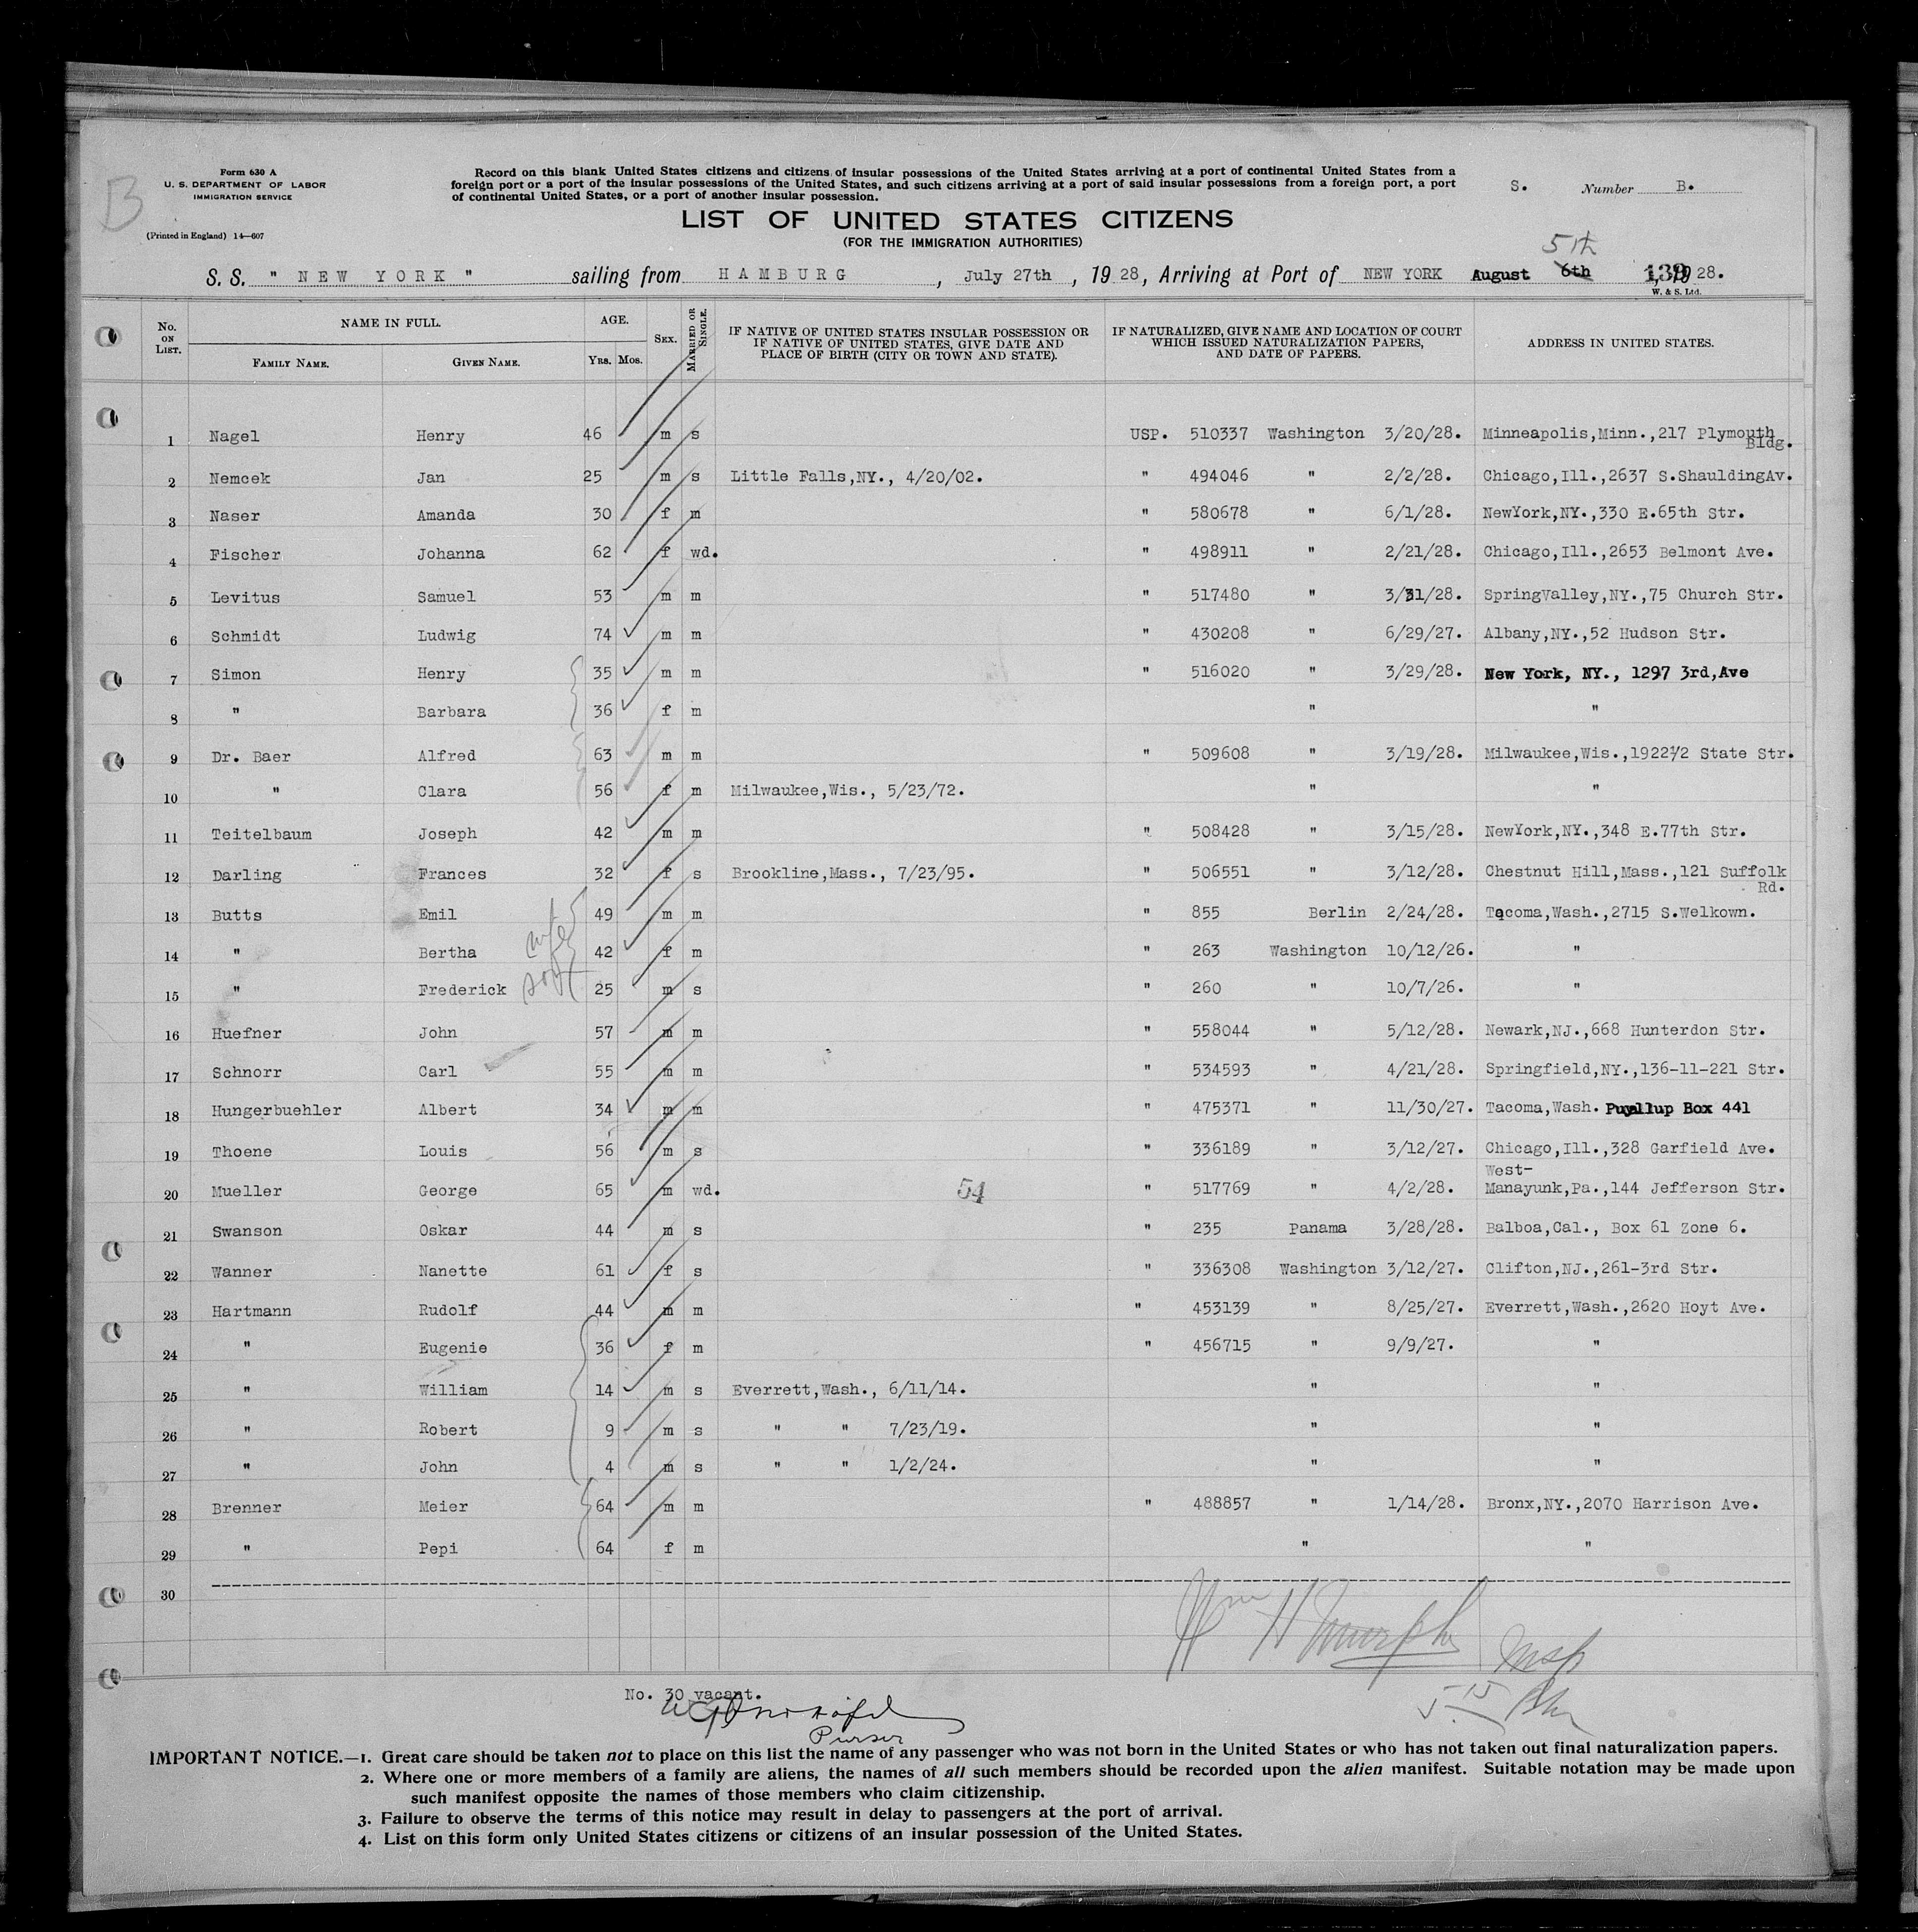 B
Form 630 A
U. S. DEPARTMENT OF LABOR
IMMIGRATION SERVICE
(Printed in England) 14—607
Record on this blank United States citizens and citizens of insular possessions of the United States arriving at a port of continental United States from a
foreign port or a port of the insular possessions of the United States, and such citizens arriving at a port of said insular possessions from a foreign port, a port
of continental United States, or a port of another insular possession.
S. Number B.
LIST OF UNITED STATES CITIZENS
(FOR THE IMMIGRATION AUTHORITIES)
5th
S. S. " NEW YORK " sailing from HAMBURG, July 27th, 19 28, Arriving at Port of NEW YORK August 6th 1928.
W. & S. Ltd.
No. ON LIST. NAME IN FULL. FAMILY NAME. GIVEN NAME. AGE. YRS. MOS. SEX. MARRIED OR SINGLE. IF NATIVE OF UNITED STATES INSULAR POSSESSION OR IF NATIVE OF UNITED STATES, GIVE DATE AND PLACE OF BIRTH (CITY OR TOWN AND STATE). IF NATURALIZED, GIVE NAME AND LOCATION OF COURT WHICH ISSUED NATURALIZATION PAPERS, AND DATE OF PAPERS. ADDRESS IN UNITED STATES.
1 Nagel Henry 46 m s USP. 510337 Washington 3/20/28. Minneapolis,Minn.,217 Plymouth Bldg.
2 Nemcek Jan 25 m s Little Falls,NY., 4/20/02. " 494046 " 2/2/28. Chicago,Ill.,2637 S.ShauldingAv.
3 Naser Amanda 30 f m " 580678 " 6/1/28. NewYork,NY.,330 E.65th Str.
4 Fischer Johanna 62 f wd. " 498911 " 2/21/28. Chicago,Ill.,2653 Belmont Ave.
5 Levitus Samuel 53 m m " 517480 " 3/31/28. SpringValley,NY.,75 Church Str.
6 Schmidt Ludwig 74 m m " 430208 " 6/29/27. Albany,NY.,52 Hudson Str.
7 Simon Henry 35 m m " 516020 " 3/29/28. New York, NY., 1297 3rd,Ave
8 " Barbara 36 f m " "
9 Dr. Baer Alfred 63 m m " 509608 " 3/19/28. Milwaukee,Wis.,1922½ State Str.
10 " Clara 56 f m Milwaukee,Wis., 5/23/72. " "
11 Teitelbaum Joseph 42 m m " 508428 " 3/15/28. NewYork,NY.,348 E.77th Str.
12 Darling Frances 32 f s Brookline,Mass., 7/23/95. " 506551 " 3/12/28. Chestnut Hill,Mass.,121 Suffolk Rd.
13 Butts Emil 49 m m " 855 Berlin 2/24/28. Tacoma,Wash.,2715 S.Welkown.
wife
14 " Bertha 42 f m " 263 Washington 10/12/26. "
son
15 " Frederick 25 m s " 260 " 10/7/26. "
16 Huefner John 57 m m " 558044 " 5/12/28. Newark,NJ.,668 Hunterdon Str.
17 Schnorr Carl 55 m m " 534593 " 4/21/28. Springfield,NY.,136-11-221 Str.
18 Hungerbuehler Albert 34 m m " 475371 " 11/30/27. Tacoma,Wash. Puyallup Box 441
19 Thoene Louis 56 m s " 336189 " 3/12/27. Chicago,Ill.,328 Garfield Ave.
West-
20 Mueller George 65 m wd. 54 " 517769 " 4/2/28. Manayunk,Pa.,144 Jefferson Str.
21 Swanson Oskar 44 m s " 235 Panama 3/28/28. Balboa,Cal., Box 61 Zone 6.
22 Wanner Nanette 61 f s " 336308 Washington 3/12/27. Clifton,NJ.,261-3rd Str.
23 Hartmann Rudolf 44 m m " 453139 " 8/25/27. Everrett,Wash.,2620 Hoyt Ave.
24 " Eugenie 36 f m " 456715 " 9/9/27. "
25 " William 14 m s Everrett,Wash., 6/11/14. " "
26 " Robert 9 m s " " 7/23/19. " "
27 " John 4 m s " " 1/2/24. " "
28 Brenner Meier 64 m m " 488857 " 1/14/28. Bronx,NY.,2070 Harrison Ave.
29 " Pepi 64 f m " "
30
Wm H Murphy Insp
No. 30 vacant.
Purser
IMPORTANT NOTICE.—1. Great care should be taken not to place on this list the name of any passenger who was not born in the United States or who has not taken out final naturalization papers.
2. Where one or more members of a family are aliens, the names of all such members should be recorded upon the alien manifest. Suitable notation may be made upon
such manifest opposite the names of those members who claim citizenship.
3. Failure to observe the terms of this notice may result in delay to passengers at the port of arrival.
4. List on this form only United States citizens or citizens of an insular possession of the United States.